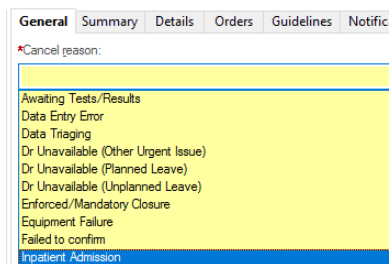 General Summary Details Orders Guidelines Notific
*Cancel reason:
Awaiting Tests/Results
Data Entry Error
Data Triaging
Dr Unavailable (Other Urgent Issue)
Dr Unavailable (Planned Leave)
Dr Unavailable (Unplanned Leave)
Enforced/Mandatory Closure
Equipment Failure
Failed to confirm
Inpatient Admission